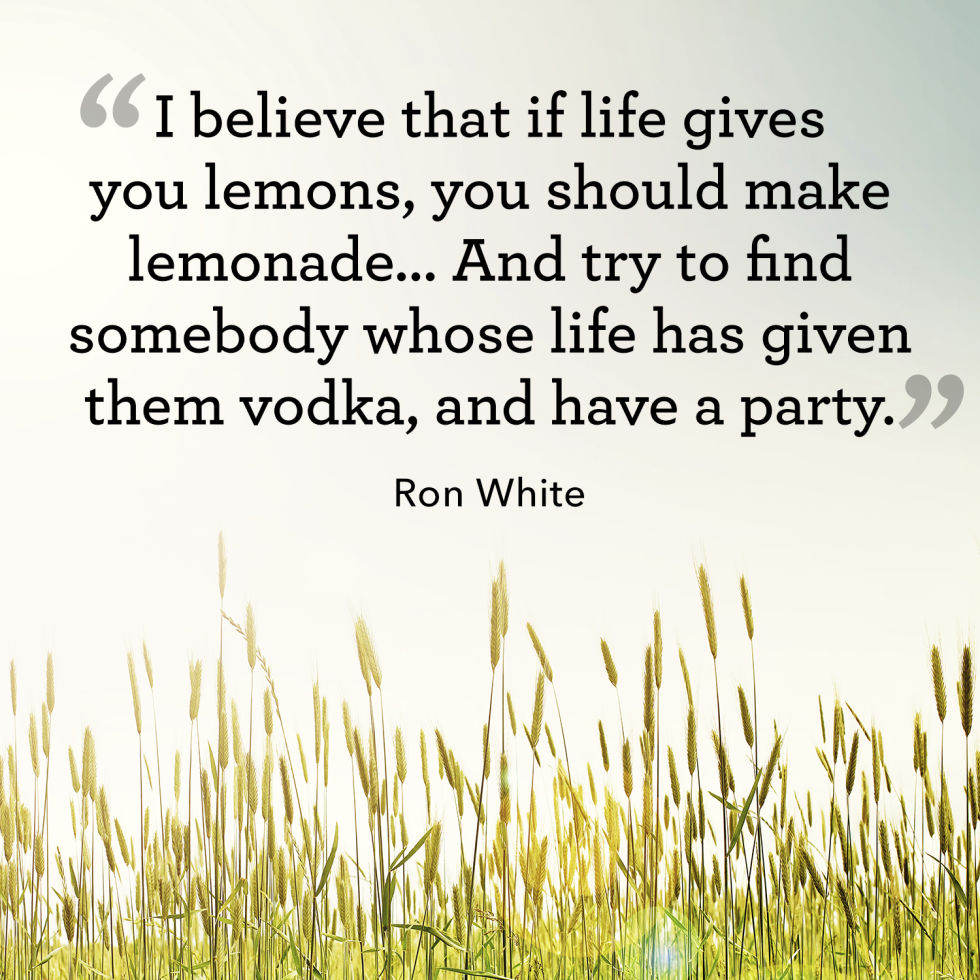 “I believe that if life gives
you lemons, you should make
lemonade... And try to find
somebody whose life has given
them vodka, and have a party.”
Ron White